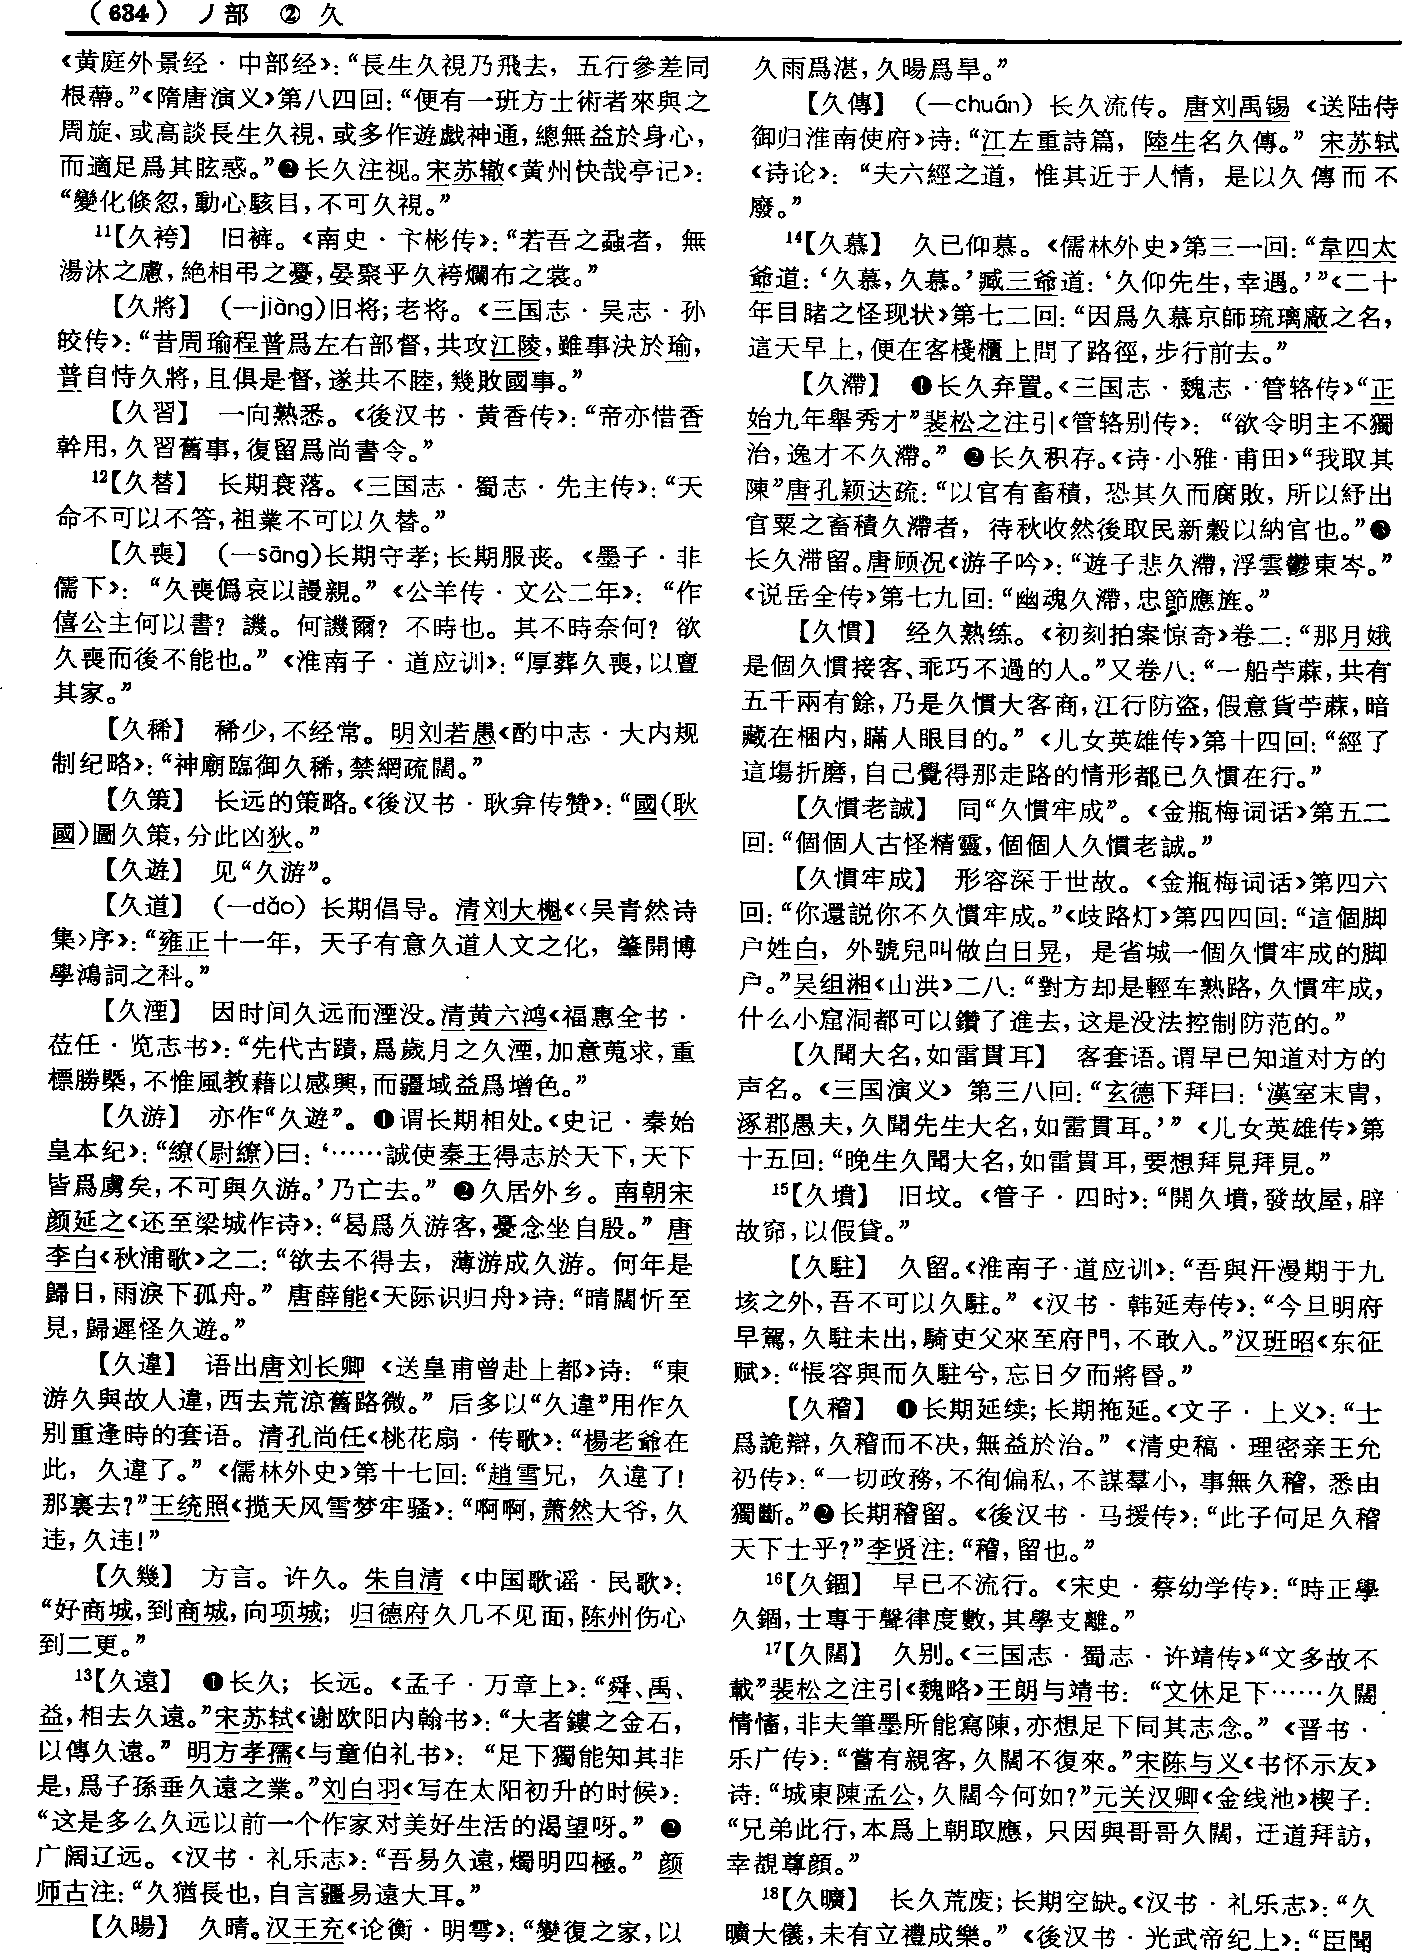 （634） 丿部 ② 久
《黄庭外景经·中部经》：“長生久視乃飛去，五行參差同
根蔕。”《隋唐演义》第八四回：“便有一班方士術者來與之
周旋、或高談長生久視，或多作遊戲神通，總無益於身心，
而適足爲其眩惑。”❷长久注视。宋苏辙《黄州快哉亭记》：
“變化倏忽，動心駭目，不可久視。”
¹¹【久袴】 旧裤。《南史·卞彬传》：“若吾之蝨者，無
湯沐之慮，絶相弔之憂，晏聚乎久袴爛布之裳。”
【久將】 （—jiàng）旧将；老将。《三国志·吴志·孙
皎传》：“昔周瑜程普爲左右部督，共攻江陵，雖事決於瑜，
普自恃久將，且俱是督，遂共不睦，幾敗國事。”
【久習】 一向熟悉。《後汉书·黄香传》：“帝亦惜香
幹用，久習舊事，復留爲尚書令。”
¹²【久替】 长期衰落。《三国志·蜀志·先主传》：“天
命不可以不答，祖業不可以久替。”
【久喪】 （—sāng）长期守孝；长期服丧。《墨子·非
儒下》：“久喪僞哀以謾親。”《公羊传·文公二年》：“作
僖公主何以書？譏。何譏爾？不時也。其不時奈何？欲
久喪而後不能也。”《淮南子·道应训》：“厚葬久喪，以亶
其家。”
【久稀】 稀少，不经常。明刘若愚《酌中志·大内规
制纪略》：“神廟臨御久稀，禁網疏闊。”
【久策】 长远的策略。《後汉书·耿弇传赞》：“國（耿
國）圖久策，分此凶狄。”
【久遊】 见“久游”。
【久道】 （—dǎo）长期倡导。清刘大櫆《〈吴青然诗
集〉序》：“雍正十一年，天子有意久道人文之化，肇開博
學鴻詞之科。”
【久湮】 因时间久远而湮没。清黄六鸿《福惠全书·
莅任·览志书》：“先代古蹟，爲歲月之久湮，加意蒐求，重
標勝槩，不惟風教藉以感興，而疆域益爲增色。”
【久游】 亦作“久遊”。❶谓长期相处。《史记·秦始
皇本纪》：“繚（尉繚）曰：‘……誠使秦王得志於天下，天下
皆爲虜矣，不可與久游。’乃亡去。”❷久居外乡。南朝宋
颜延之《还至梁城作诗》：“曷爲久游客，憂念坐自殷。”唐
李白《秋浦歌》之二：“欲去不得去，薄游成久游。何年是
歸日，雨淚下孤舟。”唐薛能《天际识归舟》诗：“晴闊忻至
見，歸遲怪久遊。”
【久違】 语出唐刘长卿《送皇甫曾赴上都》诗：“東
游久與故人違，西去荒涼舊路微。”后多以“久違”用作久
别重逢時的套语。清孔尚任《桃花扇·传歌》：“楊老爺在
此，久違了。”《儒林外史》第十七回：“趙雪兄，久違了！
那裏去？”王统照《揽天风雪梦牢骚》：“啊啊，萧然大爷，久
违，久违！”
【久幾】 方言。许久。朱自清《中国歌谣·民歌》：
“好商城，到商城，向项城；归德府久几不见面，陈州伤心
到二更。”
¹³【久遠】 ❶长久；长远。《孟子·万章上》：“舜、禹、
益，相去久遠。”宋苏轼《谢欧阳内翰书》：“大者鏤之金石，
以傳久遠。”明方孝孺《与童伯礼书》：“足下獨能知其非
是，爲子孫垂久遠之業。”刘白羽《写在太阳初升的时候》：
“这是多么久远以前一个作家对美好生活的渴望呀。”❷
广阔辽远。《汉书·礼乐志》：“吾易久遠，燭明四極。”颜
师古注：“久猶長也，自言疆易遠大耳。”
【久暘】 久晴。汉王充《论衡·明雩》：“變復之家，以
久雨爲湛，久暘爲旱。”
【久傳】 （—chuán）长久流传。唐刘禹锡《送陆侍
御归淮南使府》诗：“江左重詩篇，陸生名久傳。”宋苏轼
《诗论》：“夫六經之道，惟其近于人情，是以久傳而不
廢。”
¹⁴【久慕】 久已仰慕。《儒林外史》第三一回：“韋四太
爺道：‘久慕，久慕。’臧三爺道：‘久仰先生，幸遇。’”《二十
年目睹之怪现状》第七二回：“因爲久慕京師琉璃廠之名，
這天早上，便在客棧櫃上問了路徑，步行前去。”
【久滯】 ❶长久弃置。《三国志·魏志·管辂传》“正
始九年舉秀才”裴松之注引《管辂别传》：“欲令明主不獨
治，逸才不久滯。”❷长久积存。《诗·小雅·甫田》“我取其
陳”唐孔颖达疏：“以官有畜積，恐其久而腐敗，所以紓出
官粟之畜積久滯者，待秋收然後取民新穀以納官也。”❸
长久滞留。唐顾况《游子吟》：“遊子悲久滯，浮雲鬱東岑。”
《说岳全传》第七九回：“幽魂久滯，忠節應旌。”
【久慣】 经久熟练。《初刻拍案惊奇》卷二：“那月娥
是個久慣接客、乖巧不過的人。”又卷八：“一船苧蔴，共有
五千兩有餘，乃是久慣大客商，江行防盗，假意貨苧蔴，暗
藏在梱内，瞞人眼目的。”《儿女英雄传》第十四回：“經了
這塲折磨，自己覺得那走路的情形都已久慣在行。”
【久慣老誠】 同“久慣牢成”。《金瓶梅词话》第五二
回：“個個人古怪精靈，個個人久慣老誠。”
【久慣牢成】 形容深于世故。《金瓶梅词话》第四六
回：“你還説你不久慣牢成。”《歧路灯》第四四回：“這個脚
户姓白，外號兒叫做白日晃，是省城一個久慣牢成的脚
户。”吴组缃《山洪》二八：“對方却是輕车熟路，久慣牢成，
什么小窟洞都可以鑽了進去，这是没法控制防范的。”
【久聞大名，如雷貫耳】 客套语。谓早已知道对方的
声名。《三国演义》第三八回：“玄德下拜曰：‘漢室末胄，
涿郡愚夫，久聞先生大名，如雷貫耳。’”《儿女英雄传》第
十五回：“晚生久聞大名，如雷貫耳，要想拜見拜見。”
¹⁵【久墳】 旧坟。《管子·四时》：“開久墳，發故屋，辟
故窌，以假貸。”
【久駐】 久留。《淮南子·道应训》：“吾與汗漫期于九
垓之外，吾不可以久駐。”《汉书·韩延寿传》：“今旦明府
早駕，久駐未出，騎吏父來至府門，不敢入。”汉班昭《东征
赋》：“悵容與而久駐兮，忘日夕而將昬。”
【久稽】 ❶长期延续；长期拖延。《文子·上义》：“士
爲詭辯，久稽而不决，無益於治。”《清史稿·理密亲王允
礽传》：“一切政務，不徇偏私，不謀羣小，事無久稽，悉由
獨斷。”❷长期稽留。《後汉书·马援传》：“此子何足久稽
天下士乎？”李贤注：“稽，留也。”
¹⁶【久錮】 早已不流行。《宋史·蔡幼学传》：“時正學
久錮，士專于聲律度數，其學支離。”
¹⁷【久闊】 久别。《三国志·蜀志·许靖传》“文多故不
載”裴松之注引《魏略》王朗与靖书：“文休足下……久闊
情慉，非夫筆墨所能寫陳，亦想足下同其志念。”《晋书·
乐广传》：“嘗有親客，久闊不復來。”宋陈与义《书怀示友》
诗：“城東陳孟公，久闊今何如？”元关汉卿《金线池》楔子：
“兄弟此行，本爲上朝取應，只因與哥哥久闊，迂道拜訪，
幸覩尊顔。”
¹⁸【久曠】 长久荒废；长期空缺。《汉书·礼乐志》：“久
曠大儀，未有立禮成樂。”《後汉书·光武帝纪上》：“臣聞